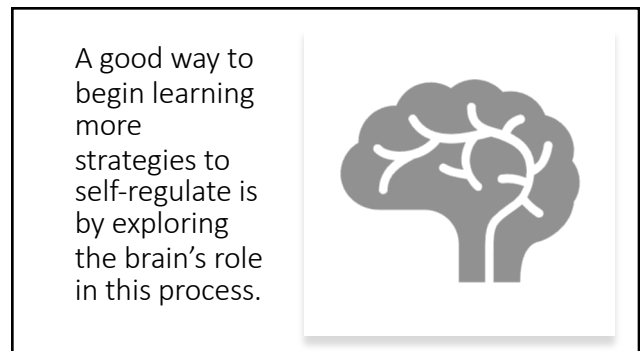 A good way to
begin learning
more
strategies to
self-regulate is
by exploring
the brain’s role
in this process.